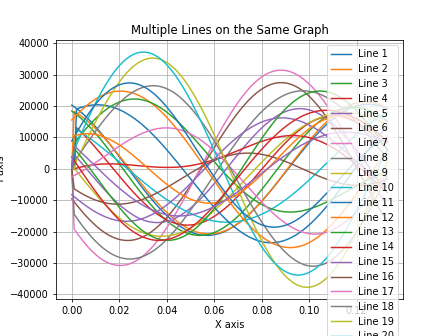 Multiple Lines on the Same Graph
40000
30000
20000
10000
0
-10000
-20000
-30000
-40000
0.00
0.02
0.04
0.06
0.08
0.10
X axis
axis
Line 1
Line 2
Line 3
Line 4
Line 5
Line 6
Line 7
Line 8
Line 9
Line 10
Line 11
Line 12
Line 13
Line 14
Line 15
Line 16
Line 17
Line 18
Line 19
Line 20